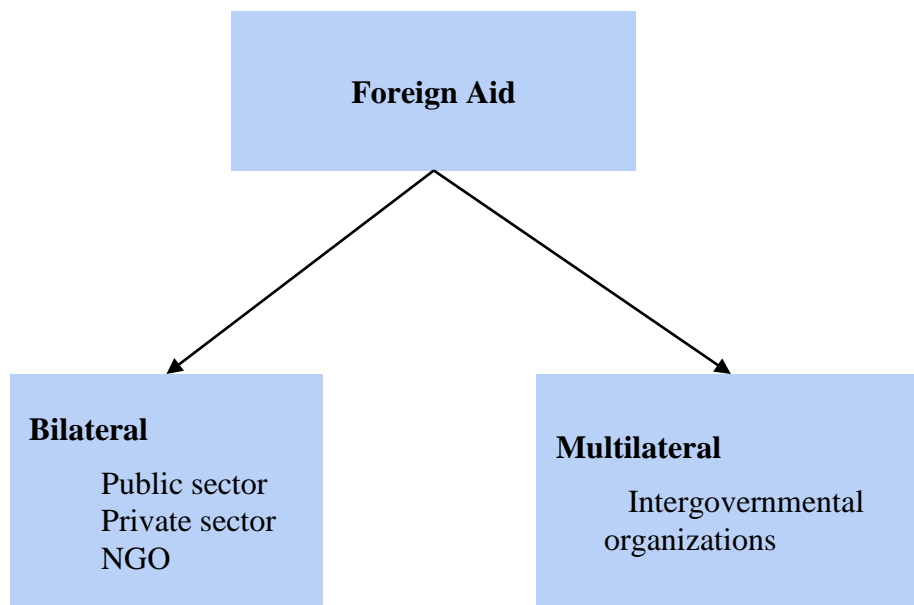 Foreign Aid
Bilateral
Public sector
Private sector
NGO
Multilateral
Intergovernmental
organizations